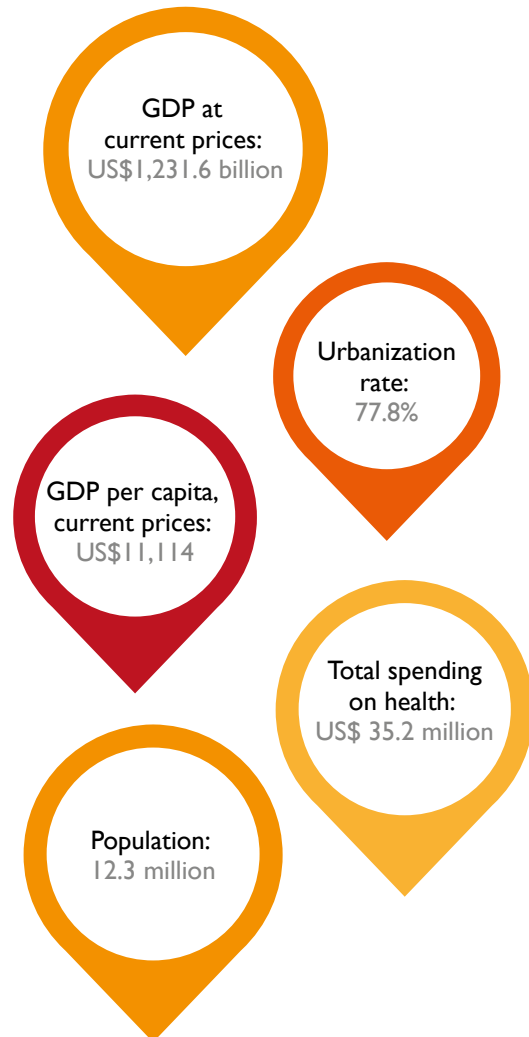 GDP at
current prices:
US$1,231.6 billion
Urbanization
rate:
77.8%
GDP per capita,
current prices:
US$11,114
Total spending
on health:
US$ 35.2 million
Population:
12.3 million